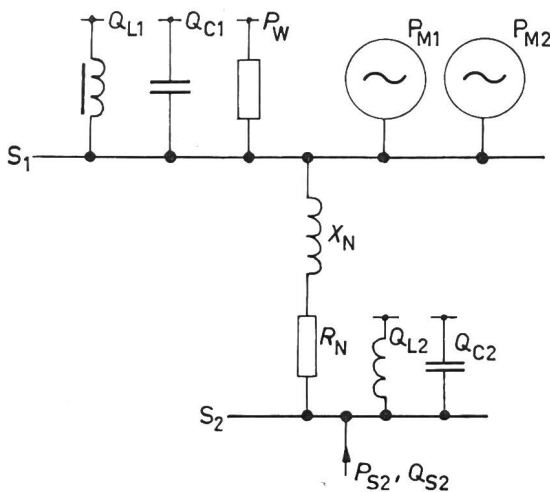 Q_L1
Q_C1
P_W
P_M1
P_M2
S_1
X_N
R_N
Q_L2
Q_C2
S_2
P_S2, Q_S2